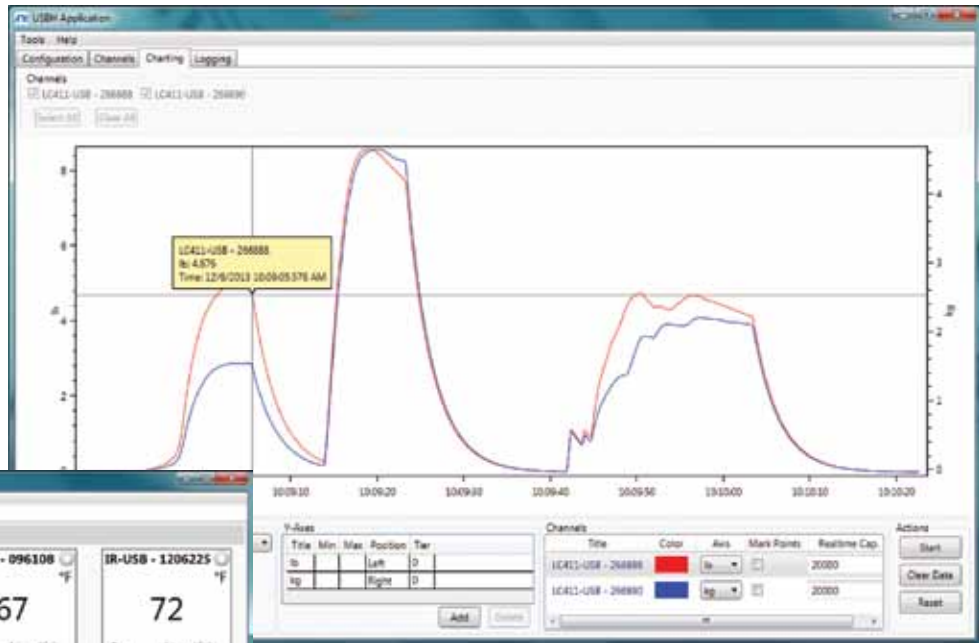 USBH Application
Tools Help
Configuration Channels Charting Logging
Channels
LC411-USB - 266888 LC411-USB - 266890
Select All Clear All
8
6
4
2
0
lb
LC411-USB - 266888
lb: 4.676
Time: 12/6/2013 10:09:05.376 AM
4
3
2
1
0
kg
10:09:10 10:09:20 10:09:30 10:09:40 10:09:50 10:10:00 10:10:10 10:10:20
- 096108 IR-USB - 1206225
°F °F
67 72
Y-Axes
Title Min Max Position Tier
lb Left 0
kg Right 0
Add Delete
Channels
Title Color Axis Mark Points Realtime Cap.
LC411-USB - 266888 lb 20000
LC411-USB - 266890 kg 20000
Actions
Start
Clear Data
Reset